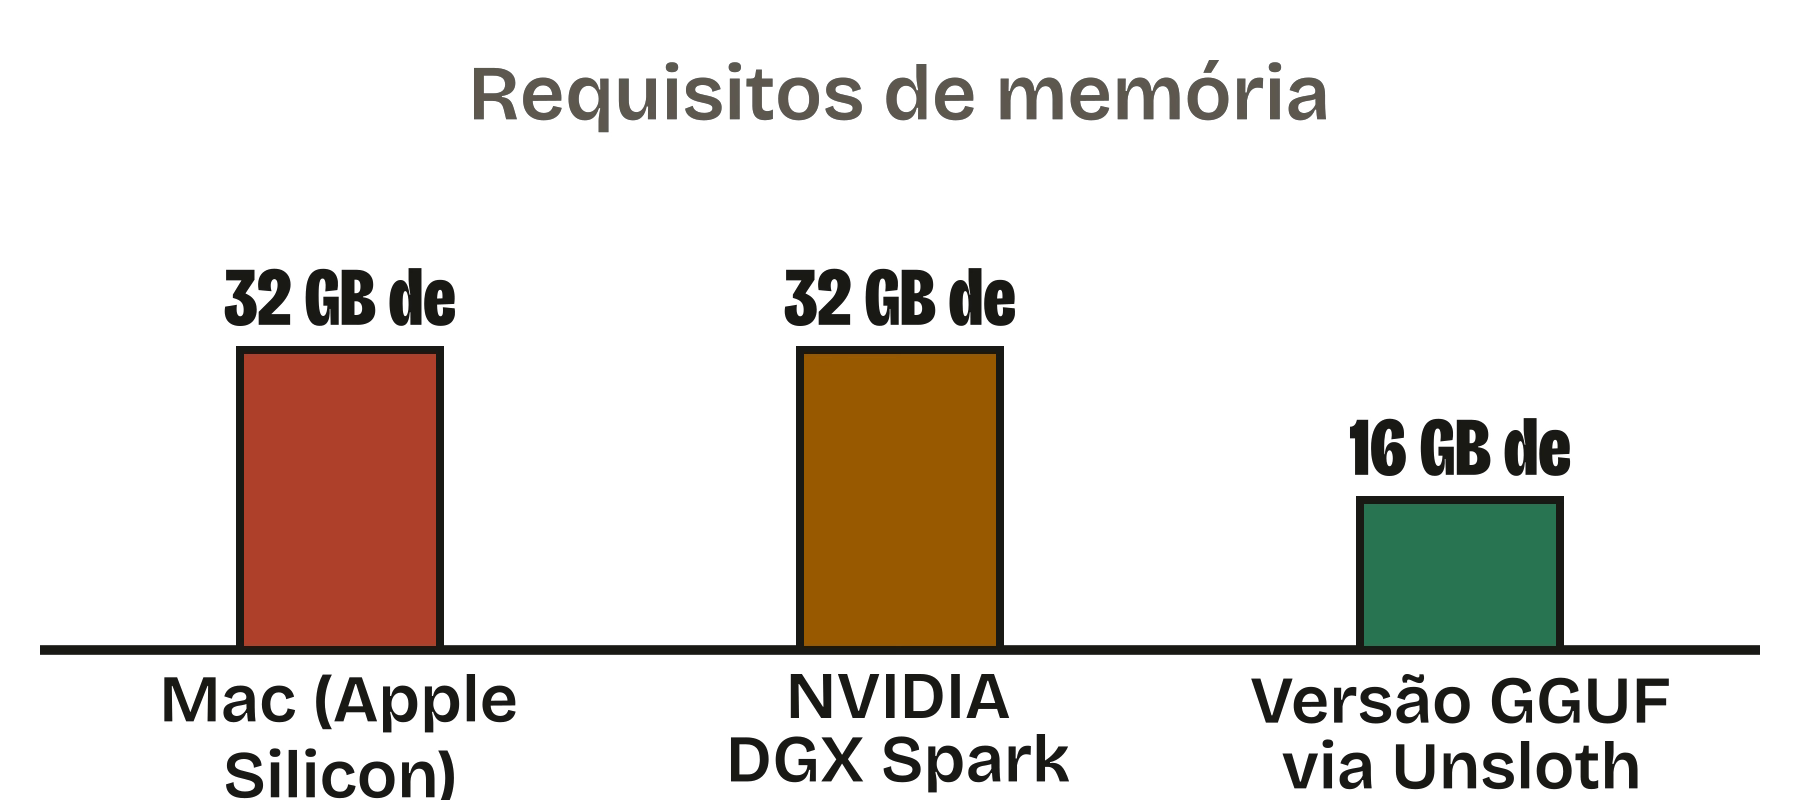 Requisitos de memória
32 GB de
32 GB de
16 GB de
Mac (Apple
Silicon)
NVIDIA
DGX Spark
Versão GGUF
via Unsloth